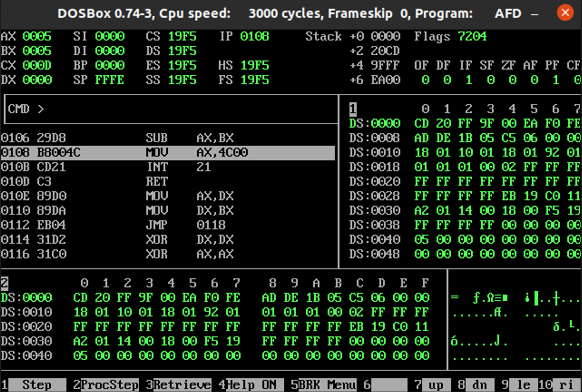 DOSBox 0.74-3, Cpu speed: 3000 cycles, Frameskip 0, Program: AFD
AX 0005 SI 0000 CS 19F5 IP 0108 Stack +0 0000 Flags 7204
BX 0005 DI 0000 DS 19F5 +2 20CD
CX 000D BP 0000 ES 19F5 HS 19F5 +4 9FFF OF DF IF SF ZF AF PF CF
DX 0000 SP FFFE SS 19F5 FS 19F5 +6 EA00 0 0 1 0 0 0 1 0
CMD >
1 0 1 2 3 4 5 6 7
DS:0000 CD 20 FF 9F 00 EA F0 FE
0106 29D8 SUB AX,BX DS:0008 AD DE 1B 05 C5 06 00 00
0108 B8004C MOV AX,4C00 DS:0010 18 01 10 01 18 01 92 01
010B CD21 INT 21 DS:0018 01 01 01 00 02 FF FF FF
010D C3 RET DS:0020 FF FF FF FF FF FF FF FF
010E 89D0 MOV AX,DX DS:0028 FF FF FF FF EB 19 C0 11
0110 89DA MOV DX,BX DS:0030 A2 01 14 00 18 00 F5 19
0112 EB04 JMP 0118 DS:0038 FF FF FF FF 00 00 00 00
0114 31D2 XOR DX,DX DS:0040 05 00 00 00 00 00 00 00
0116 31C0 XOR AX,AX DS:0048 00 00 00 00 00 00 00 00
2 0 1 2 3 4 5 6 7 8 9 A B C D E F
DS:0000 CD 20 FF 9F 00 EA F0 FE AD DE 1B 05 C5 06 00 00
DS:0010 18 01 10 01 18 01 92 01 01 01 01 00 02 FF FF FF
DS:0020 FF FF FF FF FF FF FF FF FF FF FF FF EB 19 C0 11
DS:0030 A2 01 14 00 18 00 F5 19 FF FF FF FF 00 00 00 00
DS:0040 05 00 00 00 00 00 00 00 00 00 00 00 00 00 00 00
1 Step 2 ProcStep 3 Retrieve 4 Help ON 5 BRK Menu 6 7 up 8 dn 9 le 10 ri